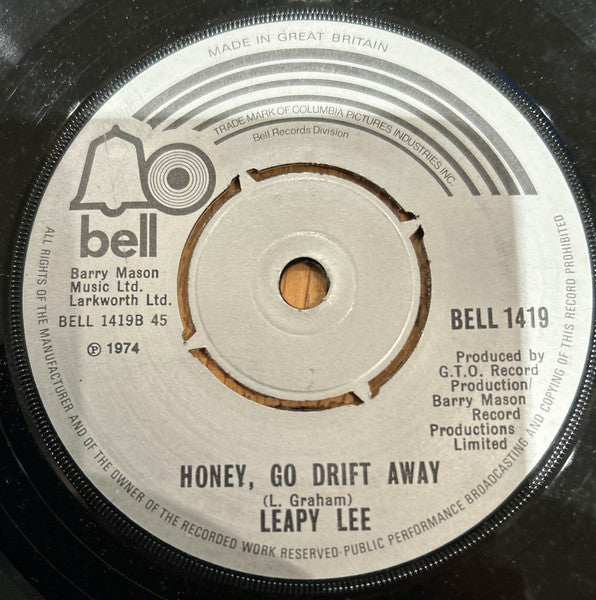 MADE IN GREAT BRITAIN
TRADE MARK OF COLUMBIA PICTURES INDUSTRIES INC.
Bell Records Division
bell
Barry Mason
Music Ltd.
Larkworth Ltd.
BELL 1419B 45
Ⓟ 1974
BELL 1419
Produced by
G.T.O. Record
Production/
Barry Mason
Record
Productions
Limited
HONEY, GO DRIFT AWAY
(L. Graham)
LEAPY LEE
ALL RIGHTS OF THE MANUFACTURER AND OF THE OWNER OF THE RECORDED WORK RESERVED·PUBLIC PERFORMANCE BROADCASTING AND COPYING OF THIS RECORD PROHIBITED